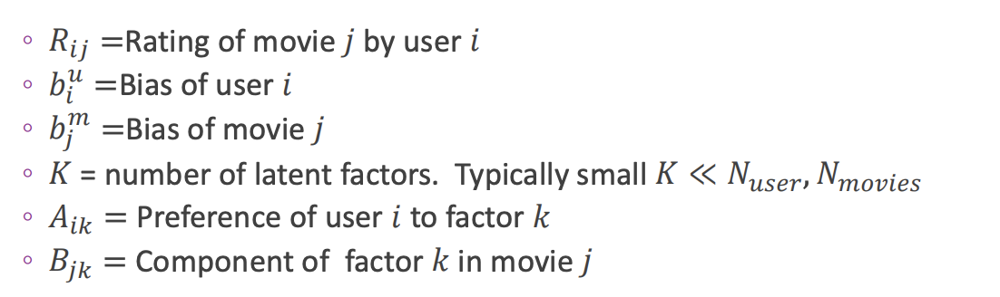 ◦ R_{ij} =Rating of movie j by user i
◦ b_i^u =Bias of user i
◦ b_j^m =Bias of movie j
◦ K = number of latent factors. Typically small K ≪ N_{user}, N_{movies}
◦ A_{ik} = Preference of user i to factor k
◦ B_{jk} = Component of factor k in movie j